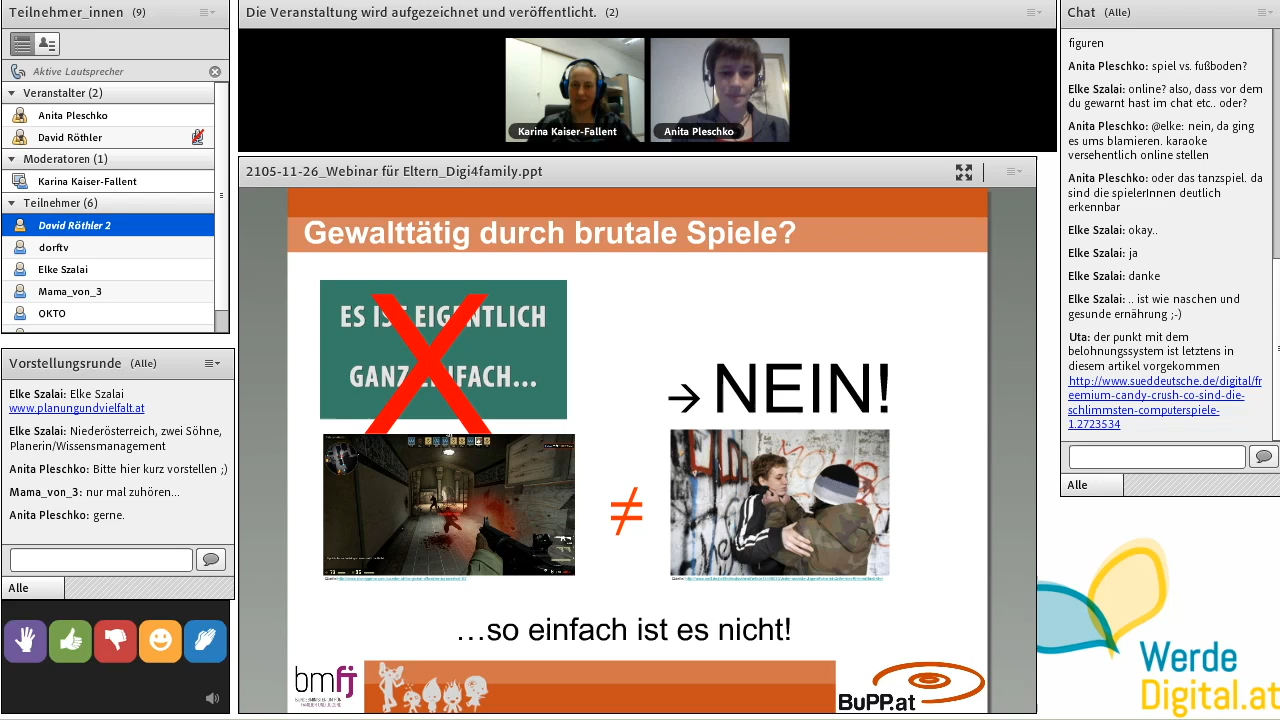 Teilnehmer_innen (9)
Aktive Lautsprecher
Veranstalter (2)
Anita Pleschko
David Röthler
Moderatoren (1)
Karina Kaiser-Fallent
Teilnehmer (6)
David Röthler 2
dorftv
Elke Szalai
Mama_von_3
OKTO
Vorstellungsrunde (Alle)
Elke Szalai: Elke Szalai
www.planungundvielfalt.at
Elke Szalai: Niederösterreich, zwei Söhne,
Planerin/Wissensmanagement
Anita Pleschko: Bitte hier kurz vorstellen ;)
Mama_von_3: nur mal zuhören...
Anita Pleschko: gern
Alle
Die Veranstaltung wird aufgezeichnet und veröffentlicht. (2)
Karina Kaiser-Fallent
Anita Pleschko
2105-11-26_Webinar für Eltern_Digi4family.ppt
Gewalttätig durch brutale Spiele?
ES IST EIGENTLICH
GANZ EINFACH...
X
→ NEIN!
≠
...so einfach ist es nicht!
bmfj
BuPP.at
Chat (Alle)
figuren
Anita Pleschko: spiel vs. fußboden?
Elke Szalai: online? also, dass vor dem
du gewarnt hast im chat etc.. oder?
Anita Pleschko: @elke: nein, da ging
es ums blamieren. karaoke
versehentlich online stellen
Anita Pleschko: oder das tanzspiel. da
sind die spielerInnen deutlich
erkennbar
Elke Szalai: okay..
Elke Szalai: ja
Elke Szalai: danke
Elke Szalai: .. ist wie naschen und
gesunde ernährung ;-)
Uta: der punkt mit dem
belohnungssystem ist letztens in
diesem artikel vorgekommen
http://www.sueddeutsche.de/digital/fr
eemium-candy-crush-co-sind-die-
schlimmsten-computerspiele-
1.2723534
Alle
Werde
Digital.at